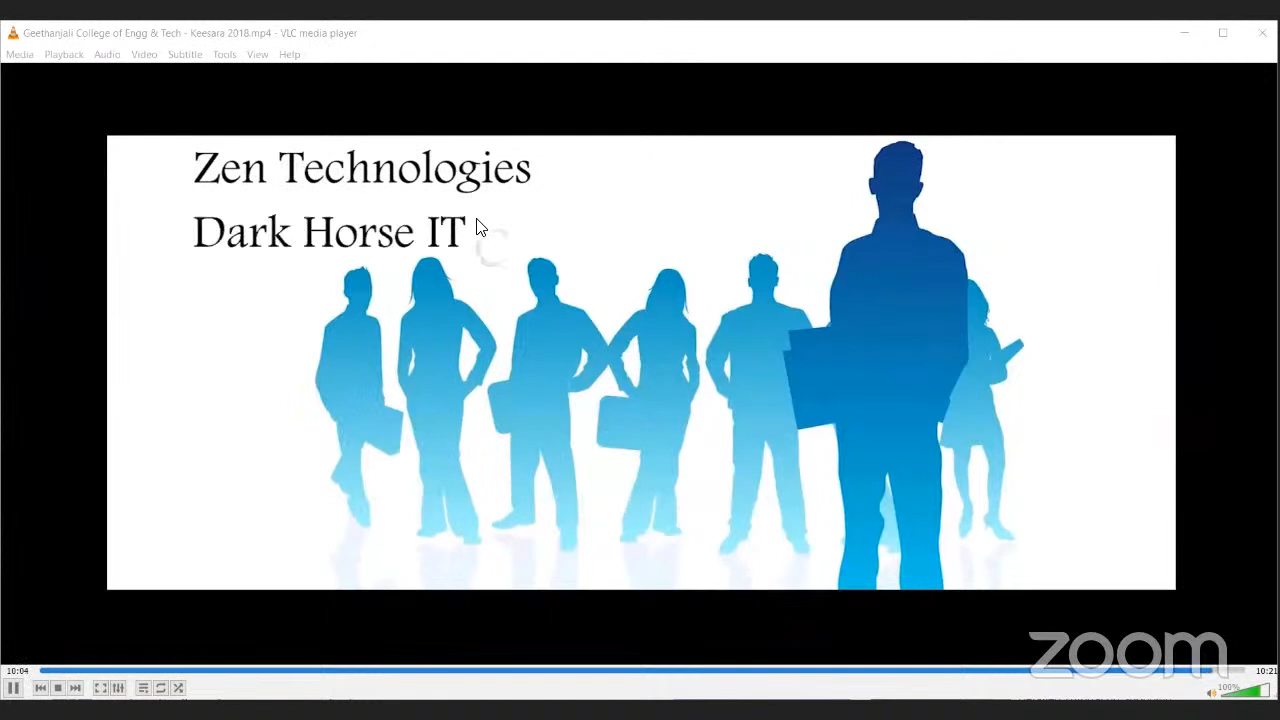 Geethanjali College of Engg & Tech - Keesara 2018.mp4 - VLC media player
Media Playback Audio Video Subtitle Tools View Help
Zen Technologies
Dark Horse IT
zoom
10:04
10:21
100%